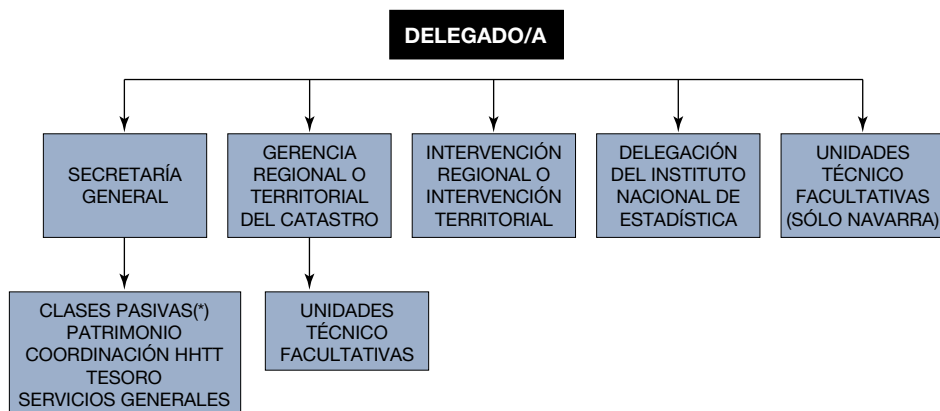 DELEGADO/A
SECRETARÍA
GENERAL
GERENCIA
REGIONAL O
TERRITORIAL
DEL CATASTRO
INTERVENCIÓN
REGIONAL O
INTERVENCIÓN
TERRITORIAL
DELEGACIÓN
DEL INSTITUTO
NACIONAL DE
ESTADÍSTICA
UNIDADES
TÉCNICO
FACULTATIVAS
(SÓLO NAVARRA)
CLASES PASIVAS(*)
PATRIMONIO
COORDINACIÓN HHTT
TESORO
SERVICIOS GENERALES
UNIDADES
TÉCNICO
FACULTATIVAS